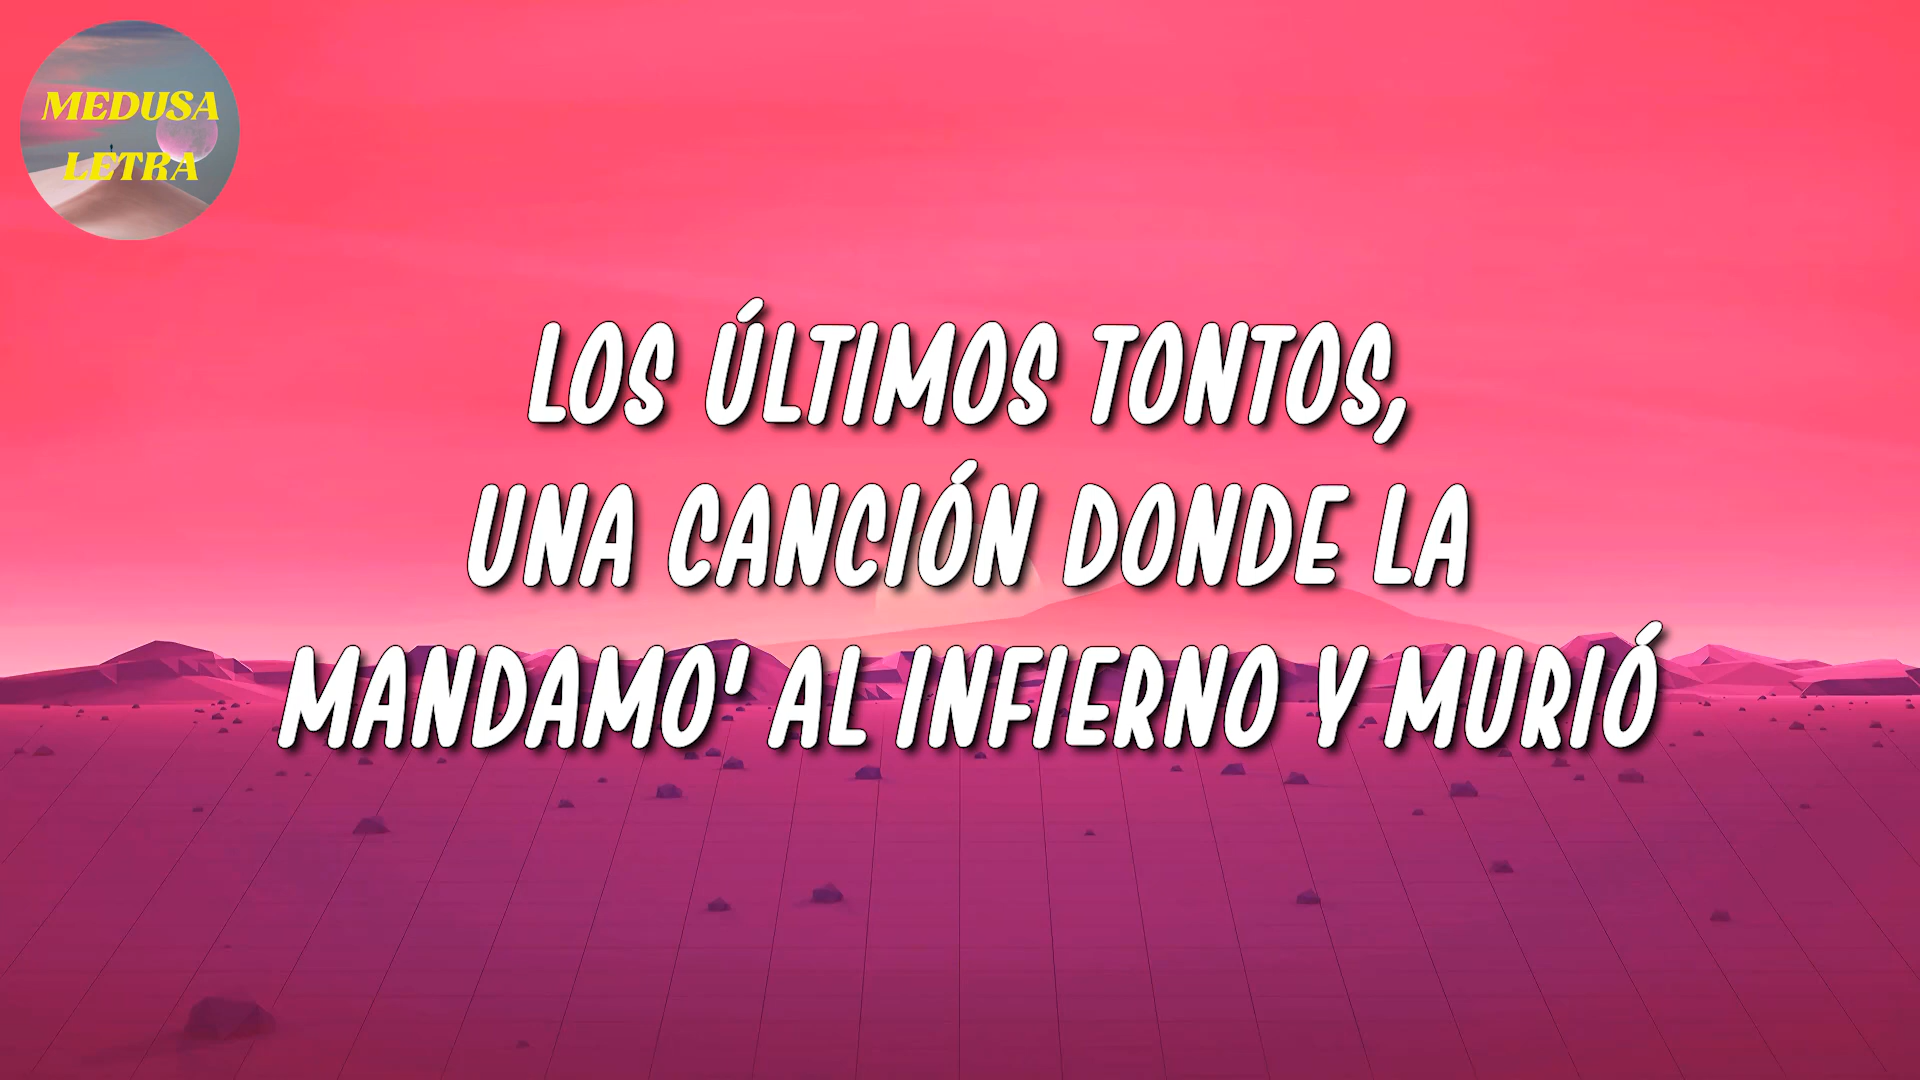 MEDUSA
LETRA
LOS ÚLTIMOS TONTOS,
UNA CANCIÓN DONDE LA
MANDAMO' AL INFIERNO Y MURIÓ